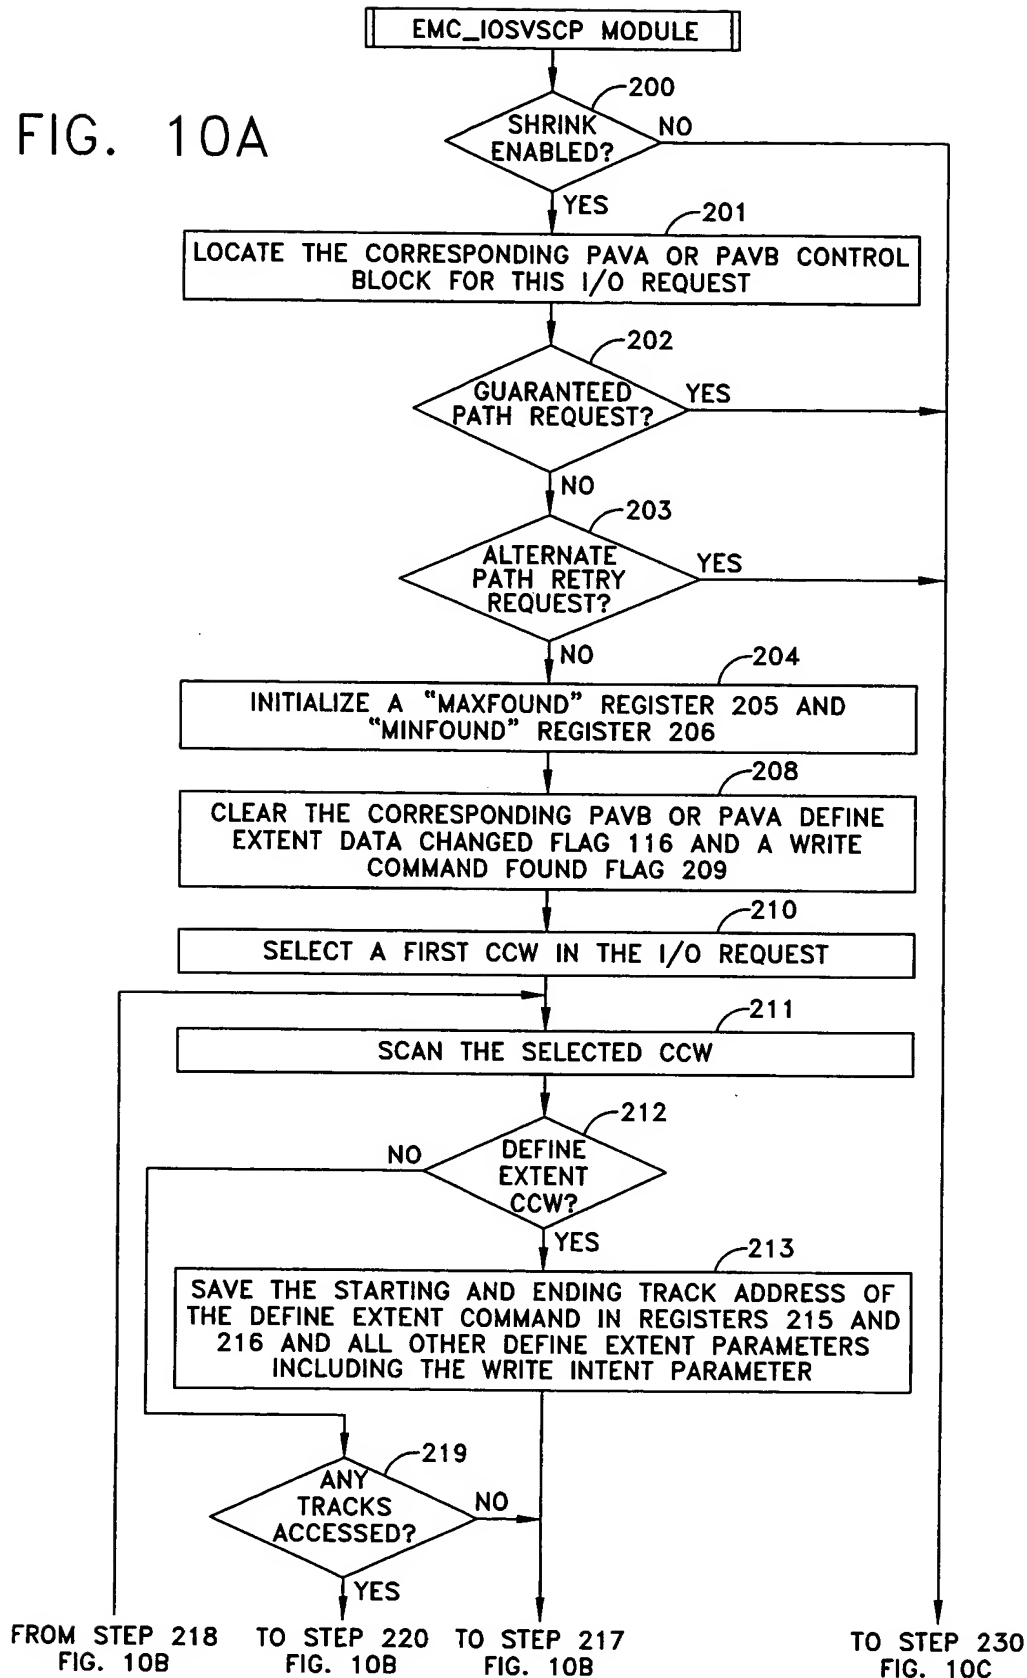 EMC_IOSVSCP MODULE
FIG. 10A
200
SHRINK
ENABLED?
NO
YES
201
LOCATE THE CORRESPONDING PAVA OR PAVB CONTROL
BLOCK FOR THIS I/O REQUEST
202
GUARANTEED
PATH REQUEST?
YES
NO
203
ALTERNATE
PATH RETRY
REQUEST?
YES
NO
204
INITIALIZE A "MAXFOUND" REGISTER 205 AND
"MINFOUND" REGISTER 206
208
CLEAR THE CORRESPONDING PAVB OR PAVA DEFINE
EXTENT DATA CHANGED FLAG 116 AND A WRITE
COMMAND FOUND FLAG 209
210
SELECT A FIRST CCW IN THE I/O REQUEST
211
SCAN THE SELECTED CCW
212
DEFINE
EXTENT
CCW?
NO
YES
213
SAVE THE STARTING AND ENDING TRACK ADDRESS OF
THE DEFINE EXTENT COMMAND IN REGISTERS 215 AND
216 AND ALL OTHER DEFINE EXTENT PARAMETERS
INCLUDING THE WRITE INTENT PARAMETER
219
ANY
TRACKS
ACCESSED?
NO
YES
FROM STEP 218
FIG. 10B
TO STEP 220
FIG. 10B
TO STEP 217
FIG. 10B
TO STEP 230
FIG. 10C